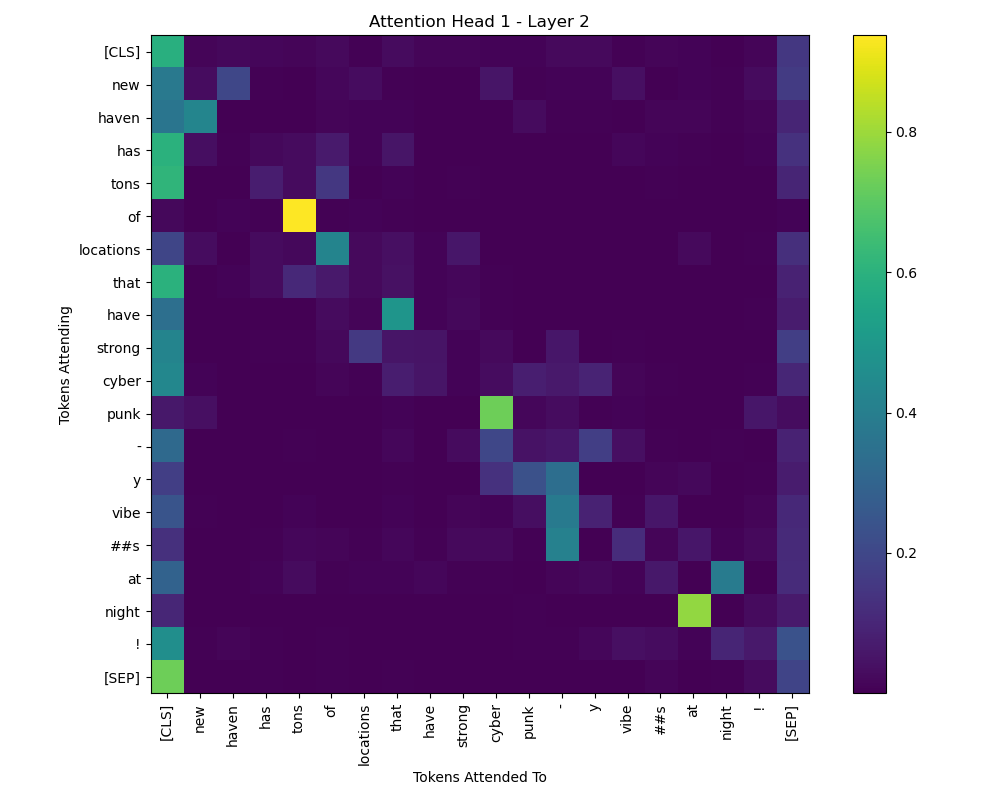 Attention Head 1 - Layer 2
[CLS]
new
haven
has
tons
of
locations
that
have
strong
cyber
punk
-
y
vibe
##s
at
night
!
[SEP]
Tokens Attending
[CLS]
new
haven
has
tons
of
locations
that
have
strong
cyber
punk
-
y
vibe
##s
at
night
!
[SEP]
Tokens Attended To
0.8
0.6
0.4
0.2